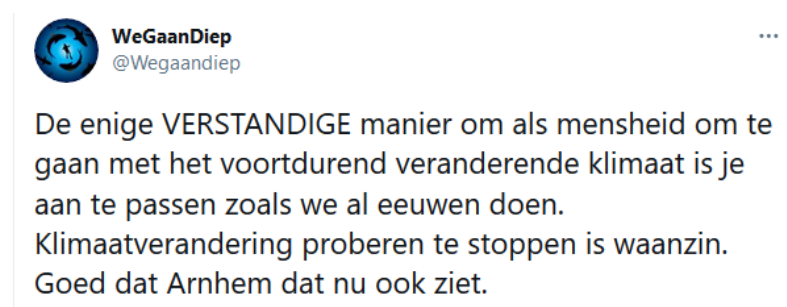 WeGaanDiep
@Wegaandiep
De enige VERSTANDIGE manier om als mensheid om te
gaan met het voortdurend veranderende klimaat is je
aan te passen zoals we al eeuwen doen.
Klimaatverandering proberen te stoppen is waanzin.
Goed dat Arnhem dat nu ook ziet.